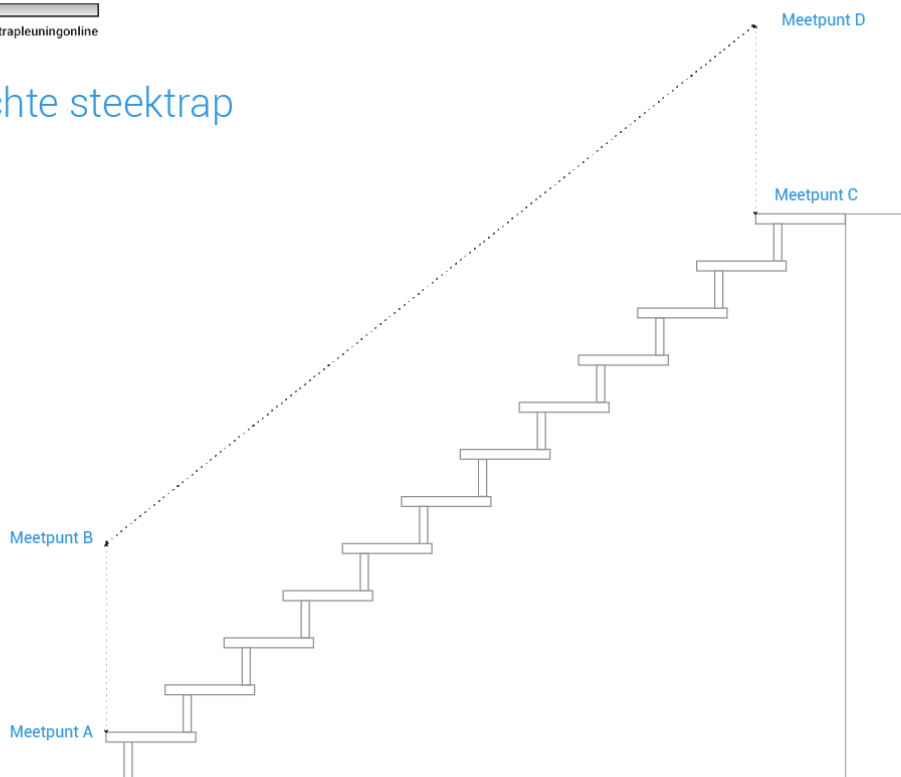 trapleuningonline
chte steektrap
Meetpunt D
Meetpunt C
Meetpunt B
Meetpunt A